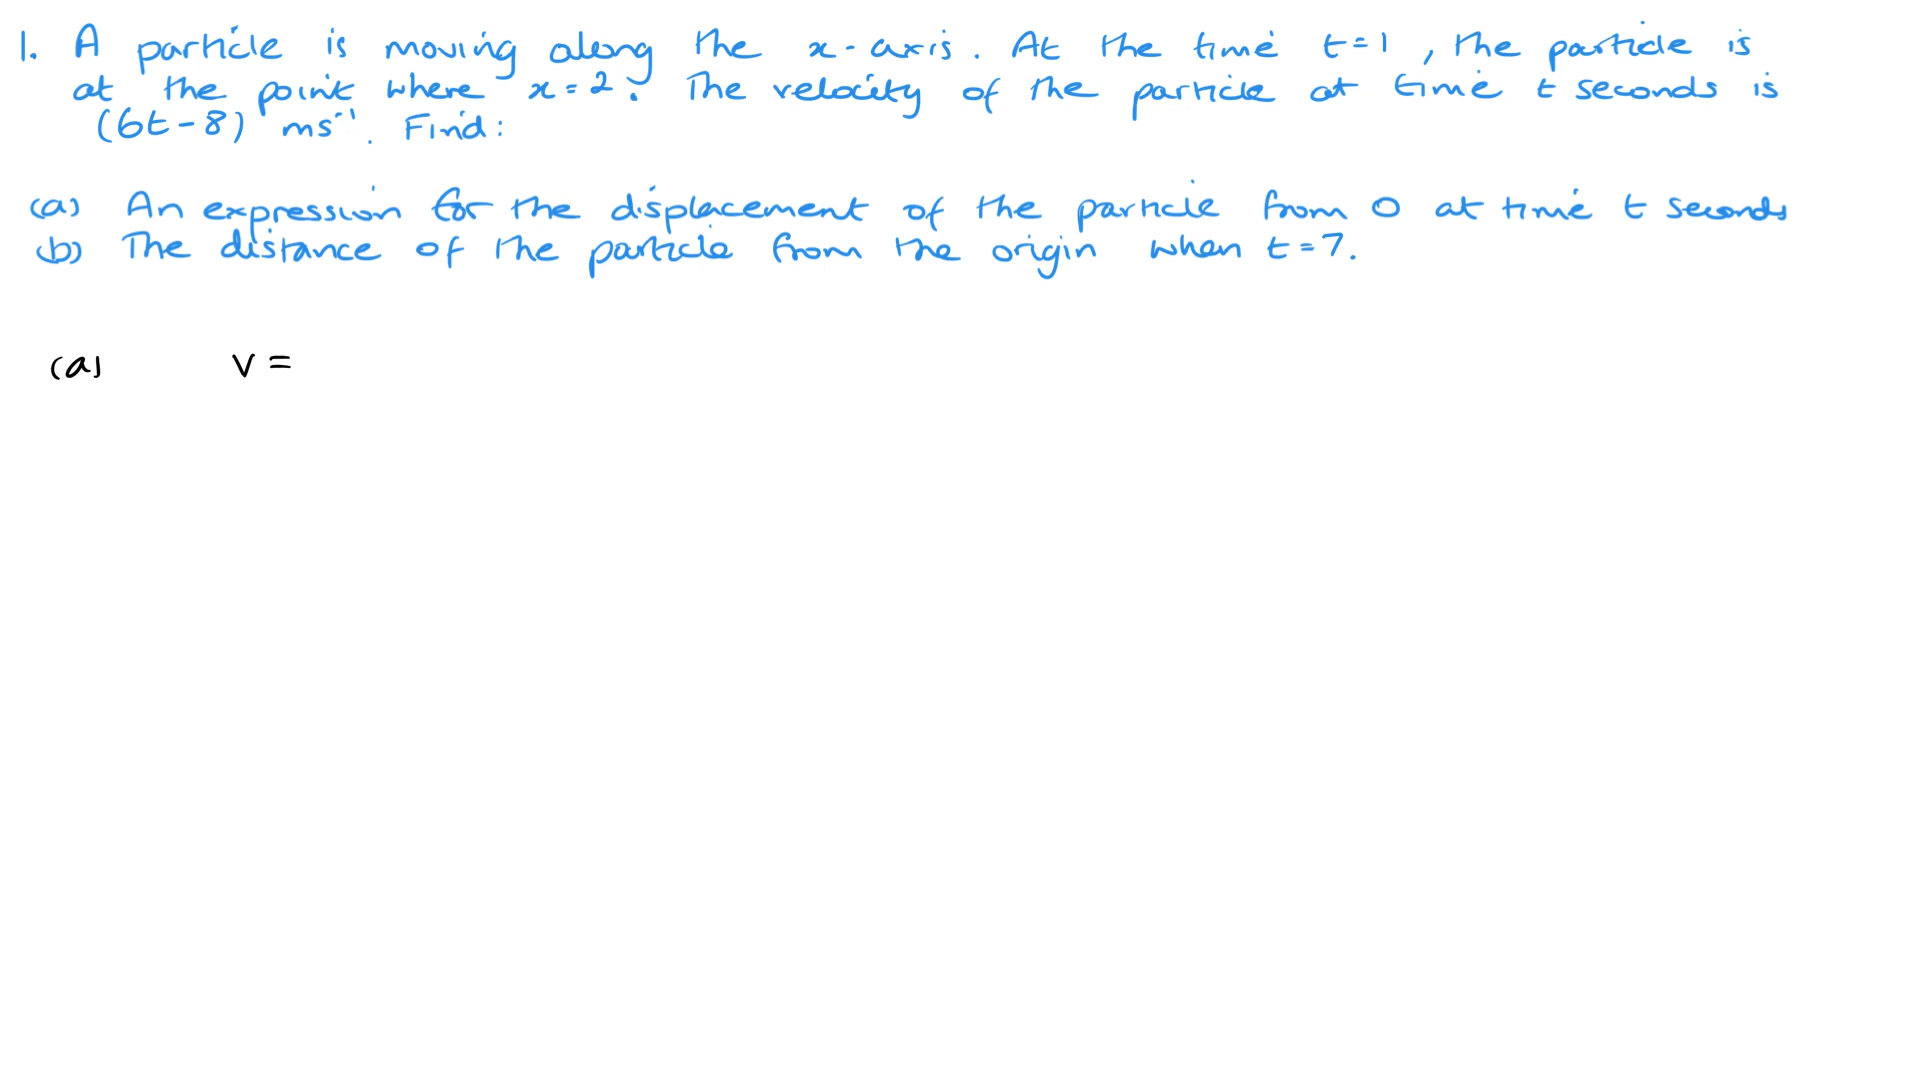 1. A particle is moving along the x-axis. At the time t=1, the particle is
at the point where x=2. The velocity of the particle at time t seconds is
(6t-8) ms⁻¹. Find:
(a) An expression for the displacement of the particle from O at time t seconds
(b) The distance of the particle from the origin when t=7.
(a) v=